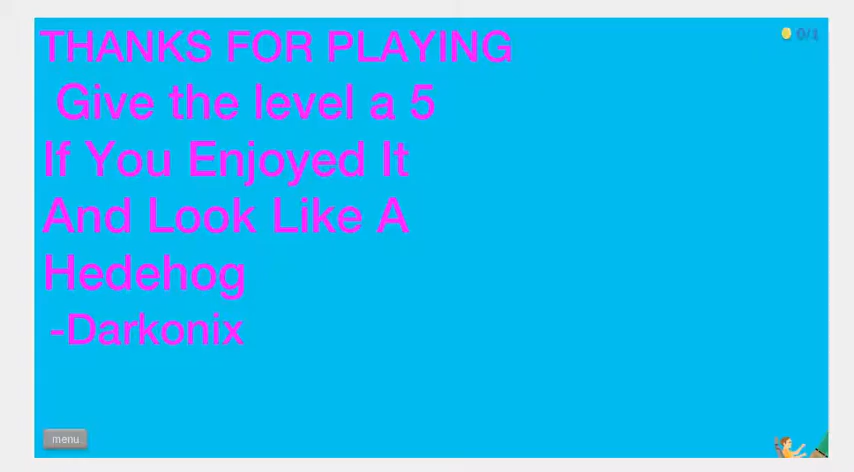 THANKS FOR PLAYING
Give the level a 5
If You Enjoyed It
And Look Like A
Hedehog
-Darkonix
0/1
menu